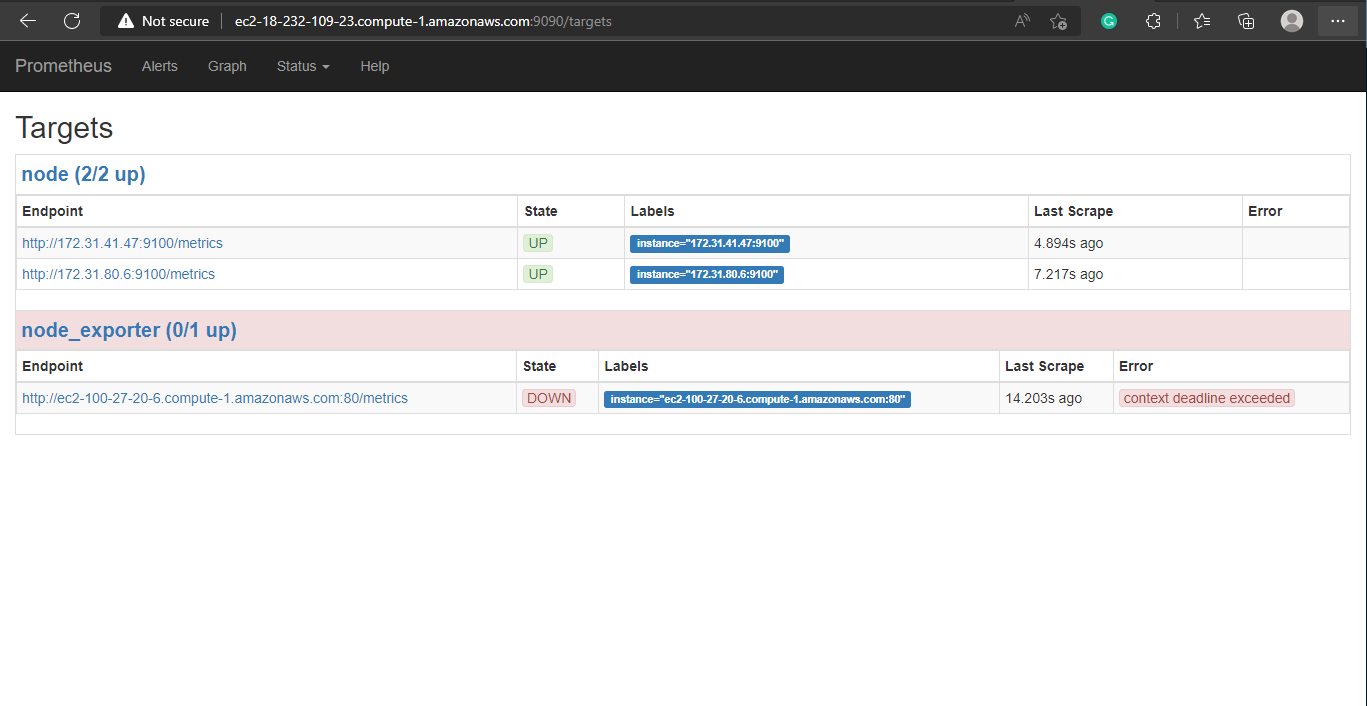 Not secure ec2-18-232-109-23.compute-1.amazonaws.com:9090/targets
Prometheus Alerts Graph Status Help
Targets
node (2/2 up)
Endpoint State Labels Last Scrape Error
http://172.31.41.47:9100/metrics UP instance="172.31.41.47:9100" 4.894s ago
http://172.31.80.6:9100/metrics UP instance="172.31.80.6:9100" 7.217s ago
node_exporter (0/1 up)
Endpoint State Labels Last Scrape Error
http://ec2-100-27-20-6.compute-1.amazonaws.com:80/metrics DOWN instance="ec2-100-27-20-6.compute-1.amazonaws.com:80" 14.203s ago context deadline exceeded